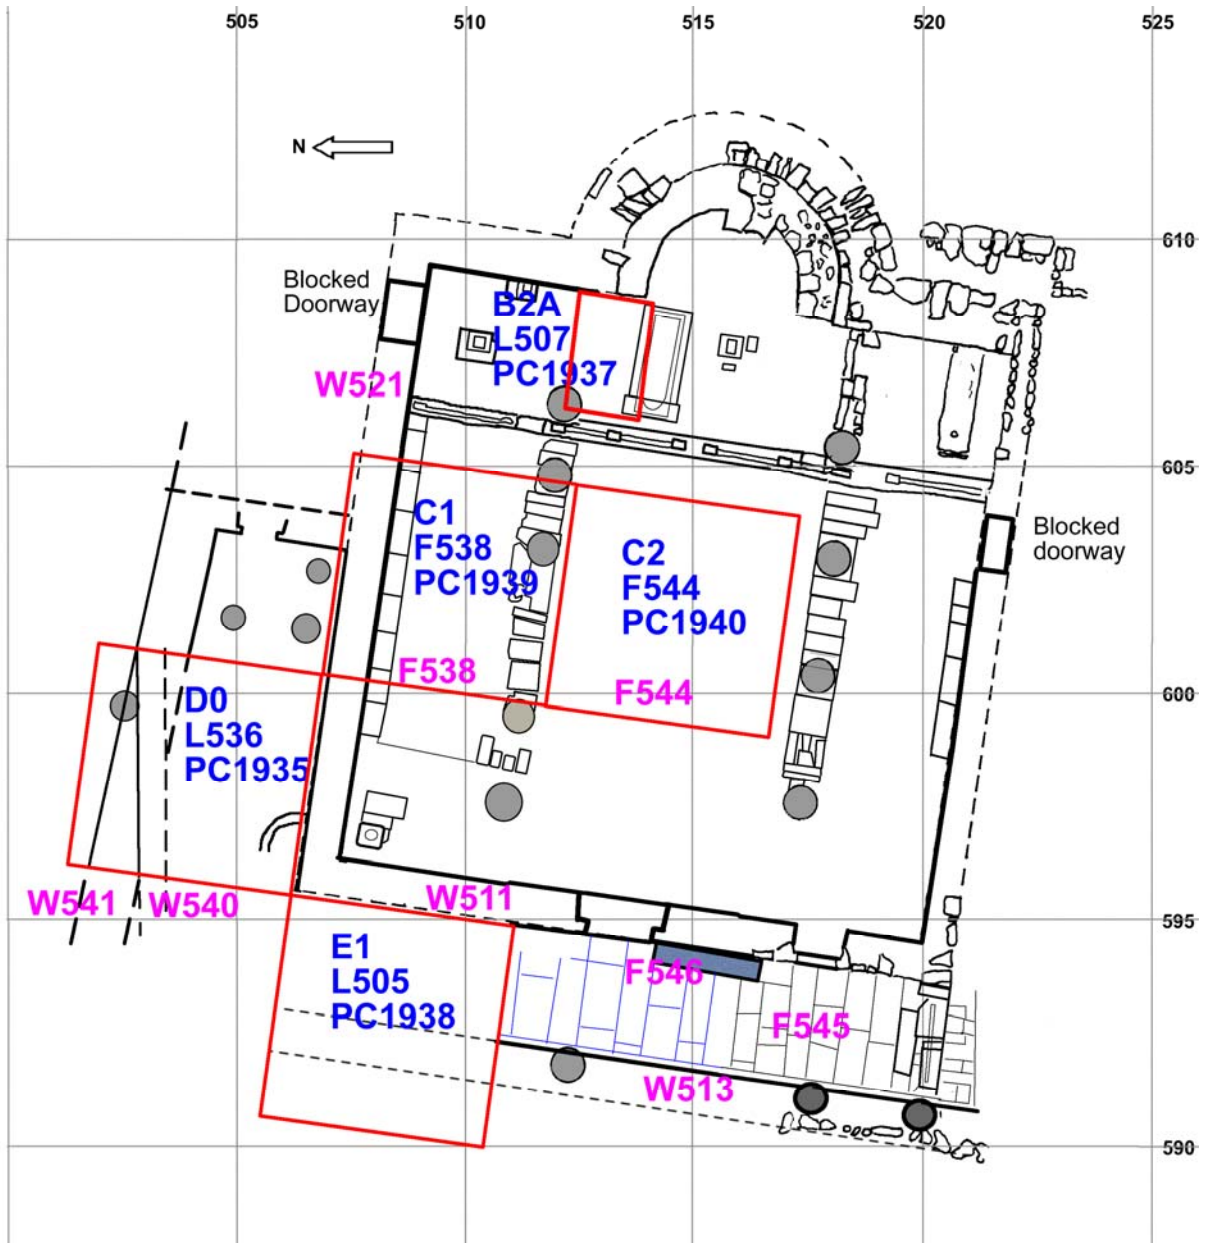 505 510 515 520 525
N
610
Blocked
Doorway
B2A
L507
PC1937
W521
605
C1
F538
PC1939
Blocked
doorway
C2
F544
PC1940
F538
F544
600
D0
L536
PC1935
W541
W540
W511
595
E1
L505
PC1938
F546
F545
W513
590